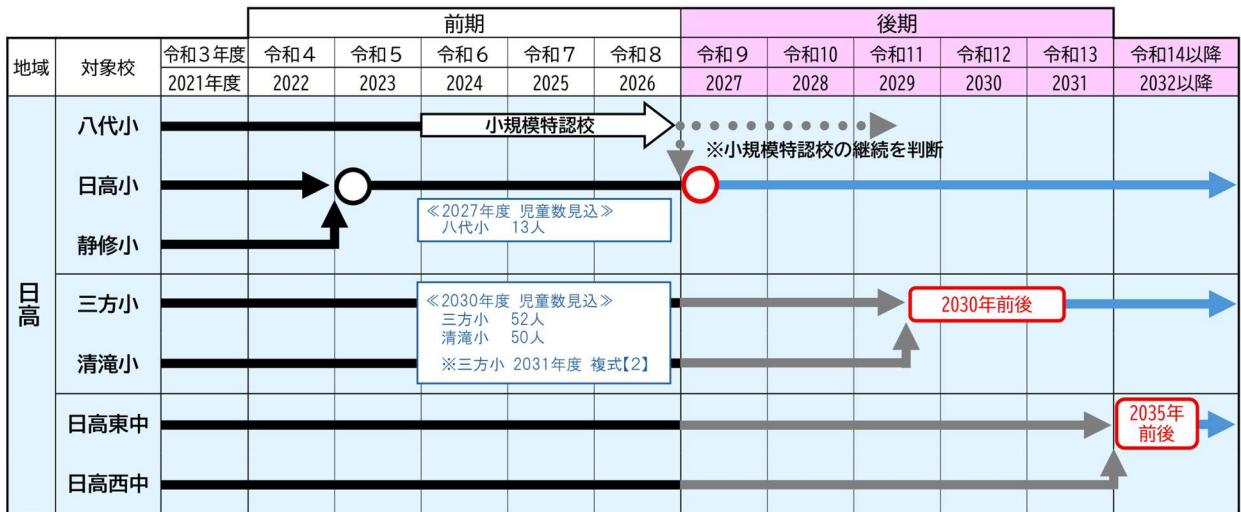 前期 後期
地域 対象校 令和3年度 令和4 令和5 令和6 令和7 令和8 令和9 令和10 令和11 令和12 令和13 令和14以降
2021年度 2022 2023 2024 2025 2026 2027 2028 2029 2030 2031 2032以降
日高
八代小 小規模特認校
※小規模特認校の継続を判断
日高小
≪2027年度 児童数見込≫
八代小 13人
静修小
三方小 2030年前後
≪2030年度 児童数見込≫
三方小 52人
清滝小 50人
※三方小 2031年度 複式【2】
清滝小
日高東中 2035年
前後
日高西中